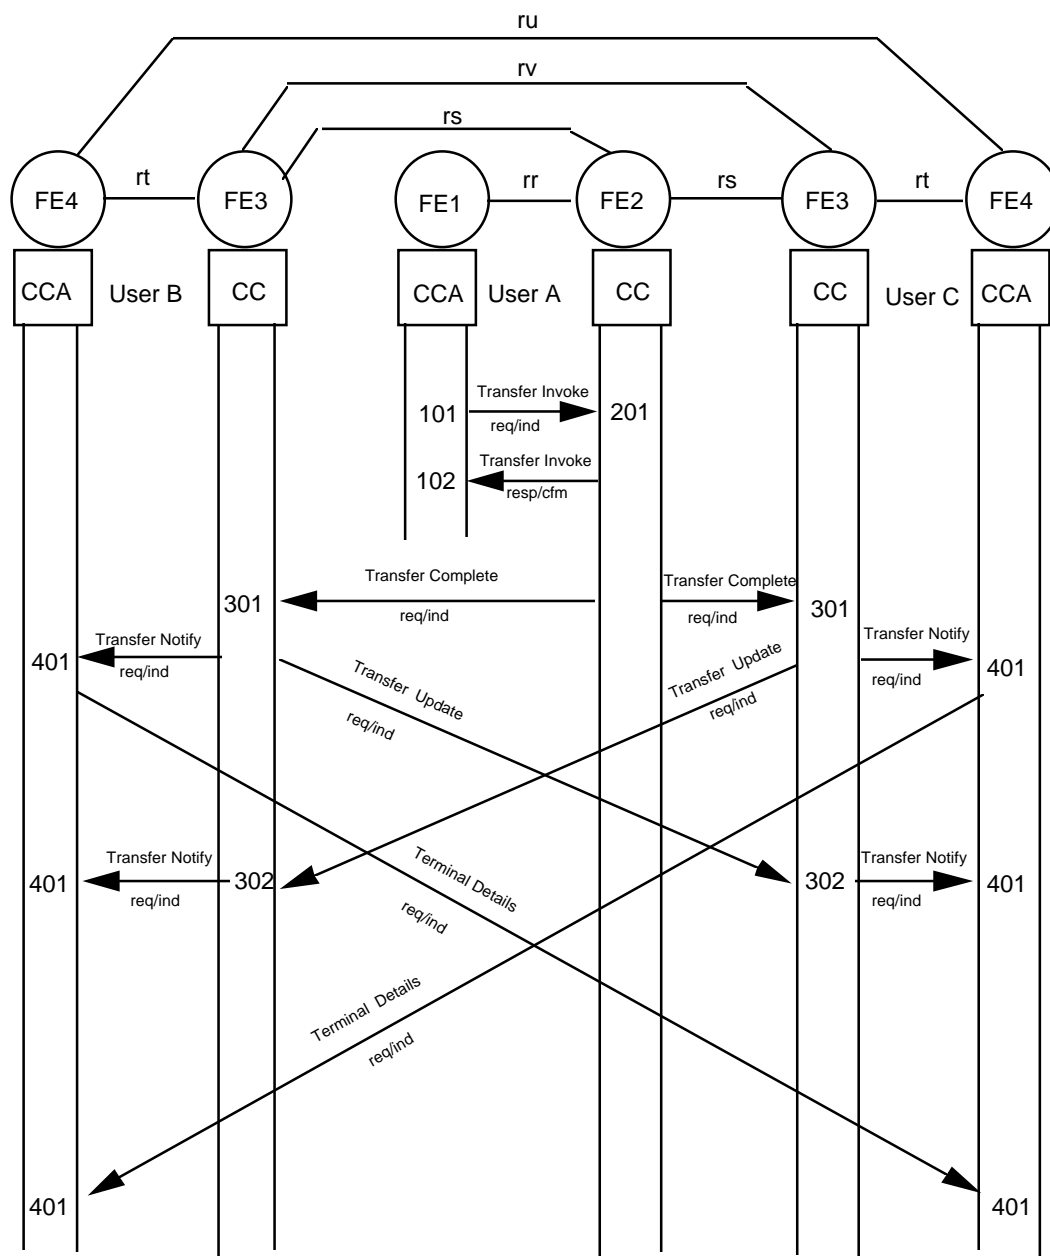 ru
rv
rs
rt
rr
rs
rt
FE4
FE3
FE1
FE2
FE3
FE4
CCA
User B
CC
CCA
User A
CC
CC
User C
CCA
Transfer Invoke
101
201
req/ind
Transfer Invoke
102
resp/cfm
Transfer Complete
Transfer Complete
301
req/ind
req/ind
301
Transfer Notify
Transfer Notify
401
req/ind
Transfer Update
req/ind
Transfer Update
req/ind
req/ind
401
Transfer Notify
Transfer Notify
401
302
302
401
req/ind
req/ind
Terminal Details
req/ind
Terminal Details
req/ind
401
401